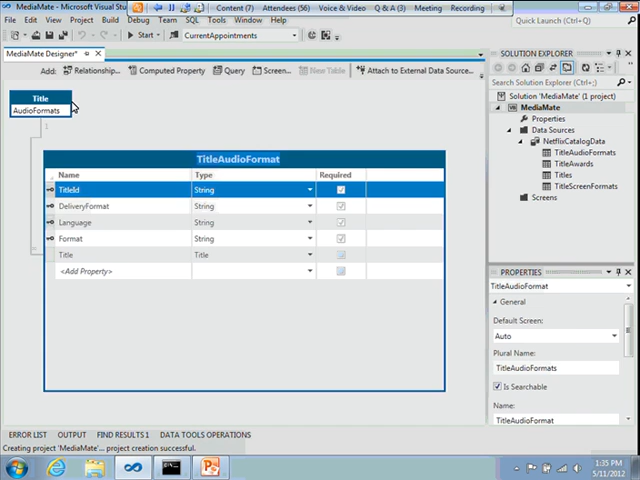 MediaMate - Microsoft Visual Stu
Content (7)
Attendees (56)
Voice & Video
Q & A (3)
Meeting
Recording
File Edit View Project Build Debug Team SQL Tools Test Window Help
Quick Launch (Ctrl+Q)
Start
CurrentAppointments
MediaMate Designer*
Add: Relationship... Computed Property Query Screen... Attach to External Data Source...
New Table
SOLUTION EXPLORER
Search Solution Explorer (Ctrl+;)
Solution 'MediaMate' (1 project)
MediaMate
Properties
Data Sources
NetflixCatalogData
TitleAudioFormats
TitleAwards
Titles
TitleScreenFormats
Screens
Title
AudioFormats
1
TitleAudioFormat
Name Type Required
TitleId String
DeliveryFormat String
Language String
Format String
Title Title
<Add Property>
PROPERTIES
TitleAudioFormat
General
Default Screen:
Auto
Plural Name:
TitleAudioFormats
Is Searchable
Name:
TitleAudioFormat
ERROR LIST OUTPUT FIND RESULTS 1 DATA TOOLS OPERATIONS
Creating project 'MediaMate'... project creation successful.
1:35 PM
5/11/2012